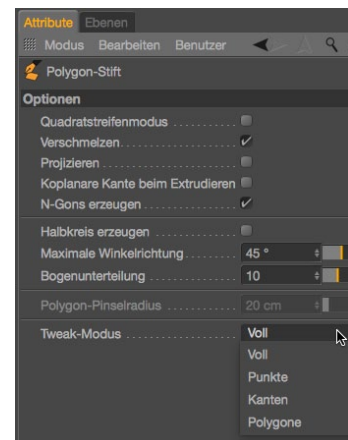 Attribute Ebenen
Modus Bearbeiten Benutzer
Polygon-Stift
Optionen
Quadratstreifenmodus
Verschmelzen
Projizieren
Koplanare Kante beim Extrudieren
N-Gons erzeugen
Halbkreis erzeugen
Maximale Winkelrichtung 45 °
Bogenunterteilung 10
Polygon-Pinselradius 20 cm
Tweak-Modus Voll
Voll
Punkte
Kanten
Polygone